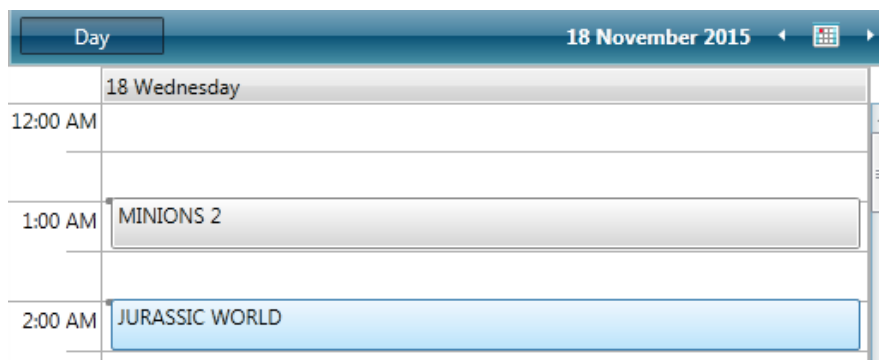 Day
18 November 2015
18 Wednesday
12:00 AM
1:00 AM
MINIONS 2
2:00 AM
JURASSIC WORLD